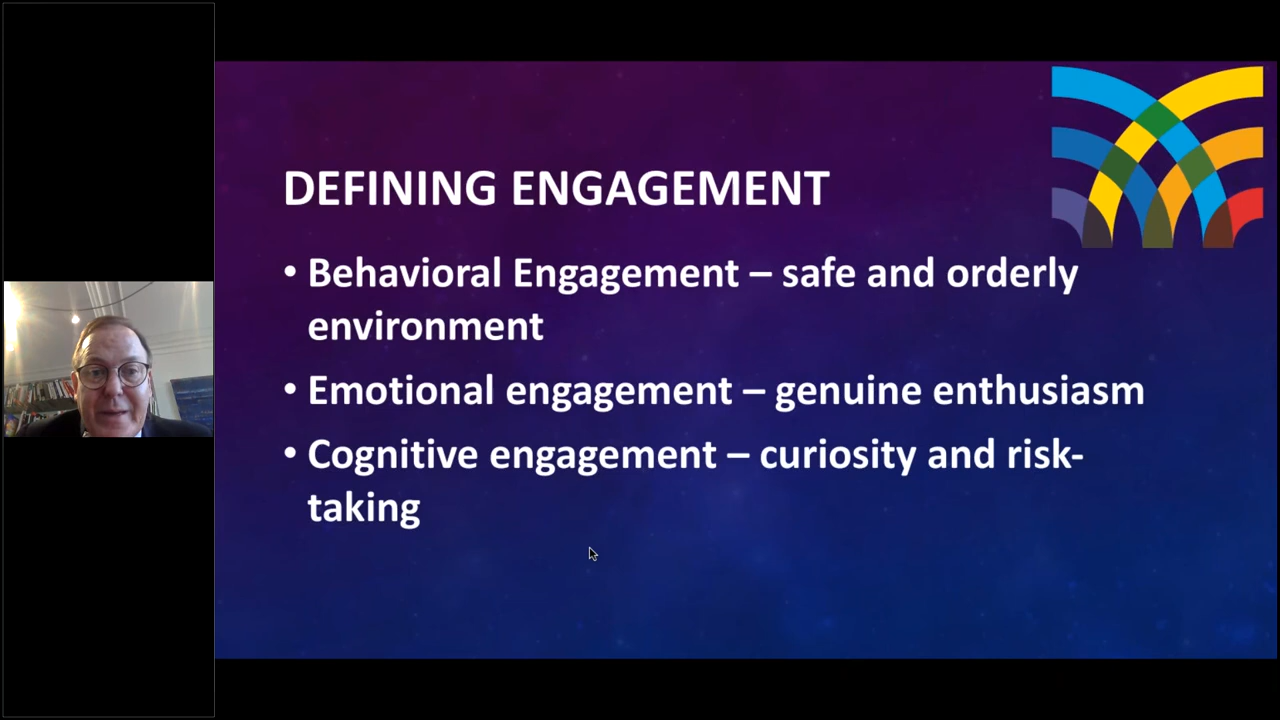 DEFINING ENGAGEMENT
• Behavioral Engagement – safe and orderly
environment
• Emotional engagement – genuine enthusiasm
• Cognitive engagement – curiosity and risk-
taking